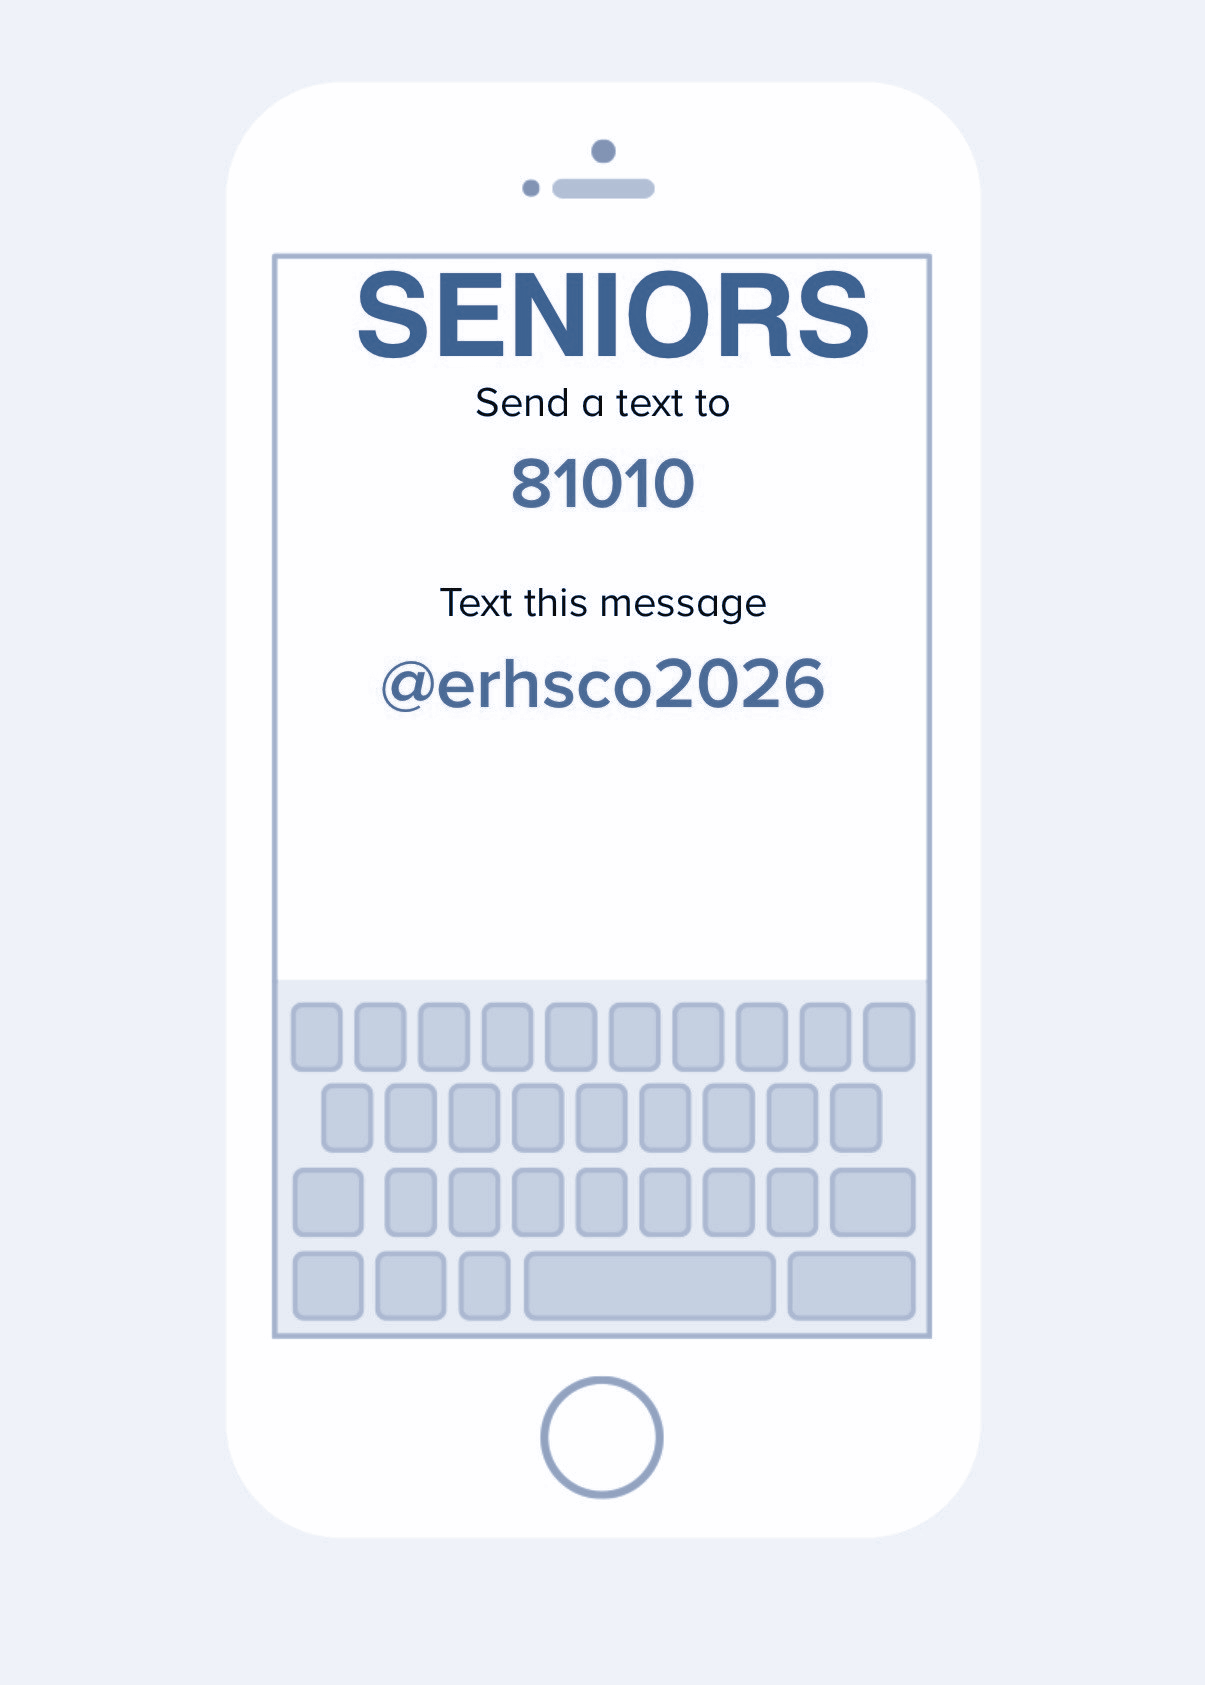 SENIORS
Send a text to
81010
Text this message
@erhsco2026